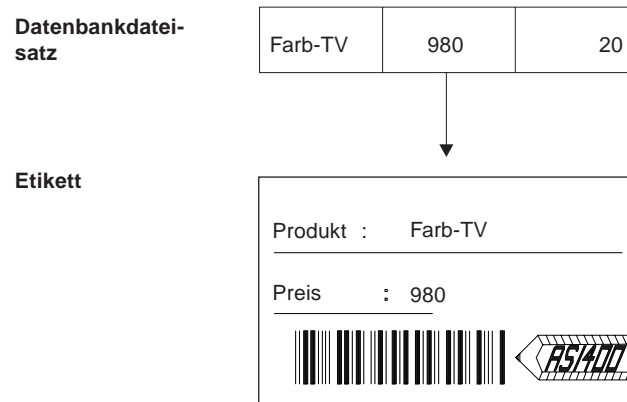 Datenbankdatei-
satz
Farb-TV 980 20
Etikett
Produkt : Farb-TV
Preis : 980
AS/400